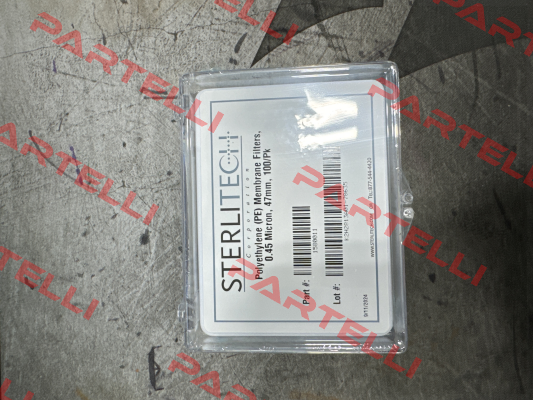 STERLITECH
Corporation
Polyethylene (PE) Membrane Filters,
0.45 Micron, 47mm, 100/Pk
Part #:
1560013
Lot #:
PARTELLI
PARTELLI
PARTELLI
PARTELLI
PARTELLI
PARTELLI